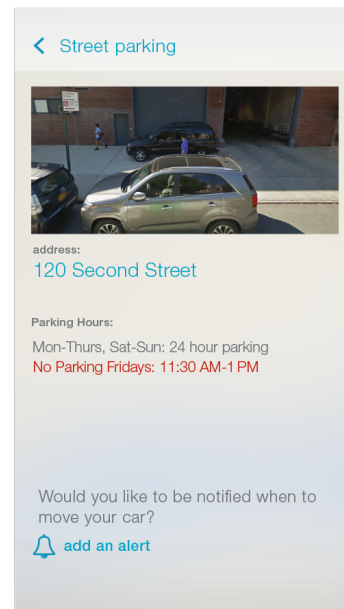 Street parking
address:
120 Second Street
Parking Hours:
Mon-Thurs, Sat-Sun: 24 hour parking
No Parking Fridays: 11:30 AM-1 PM
Would you like to be notified when to
move your car?
add an alert